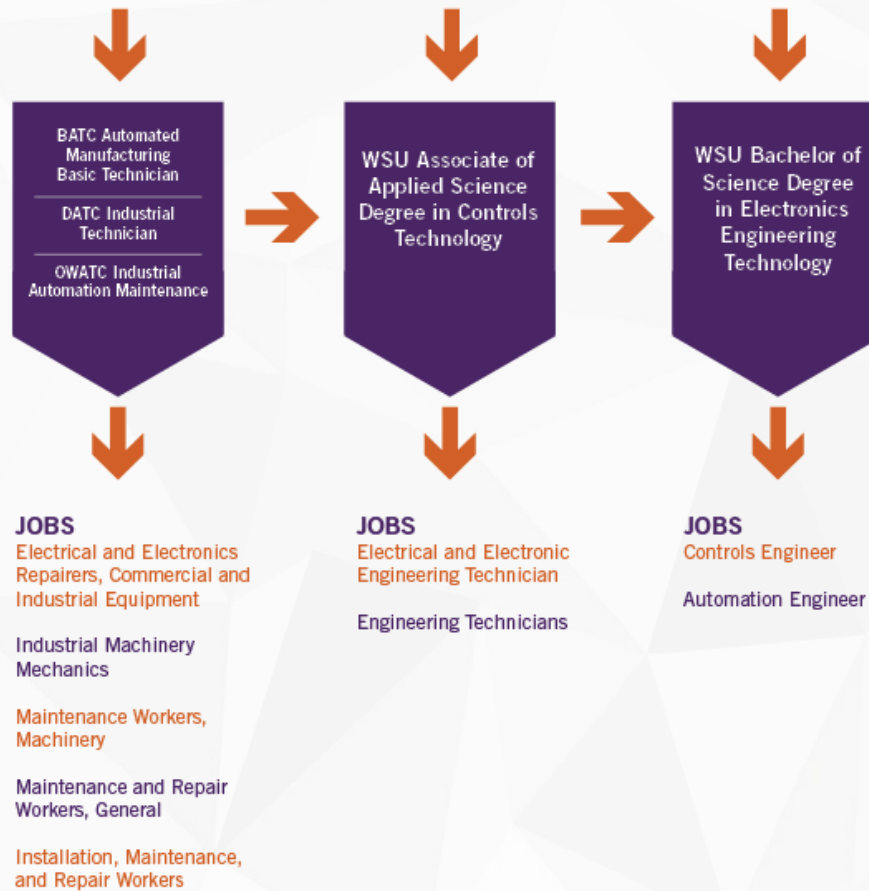 BATC Automated
Manufacturing
Basic Technician
DATC Industrial
Technician
OWATC Industrial
Automation Maintenance
WSU Associate of
Applied Science
Degree in Controls
Technology
WSU Bachelor of
Science Degree
in Electronics
Engineering
Technology
JOBS
Electrical and Electronics
Repairers, Commercial and
Industrial Equipment
Industrial Machinery
Mechanics
Maintenance Workers,
Machinery
Maintenance and Repair
Workers, General
Installation, Maintenance,
and Repair Workers
JOBS
Electrical and Electronic
Engineering Technician
Engineering Technicians
JOBS
Controls Engineer
Automation Engineer